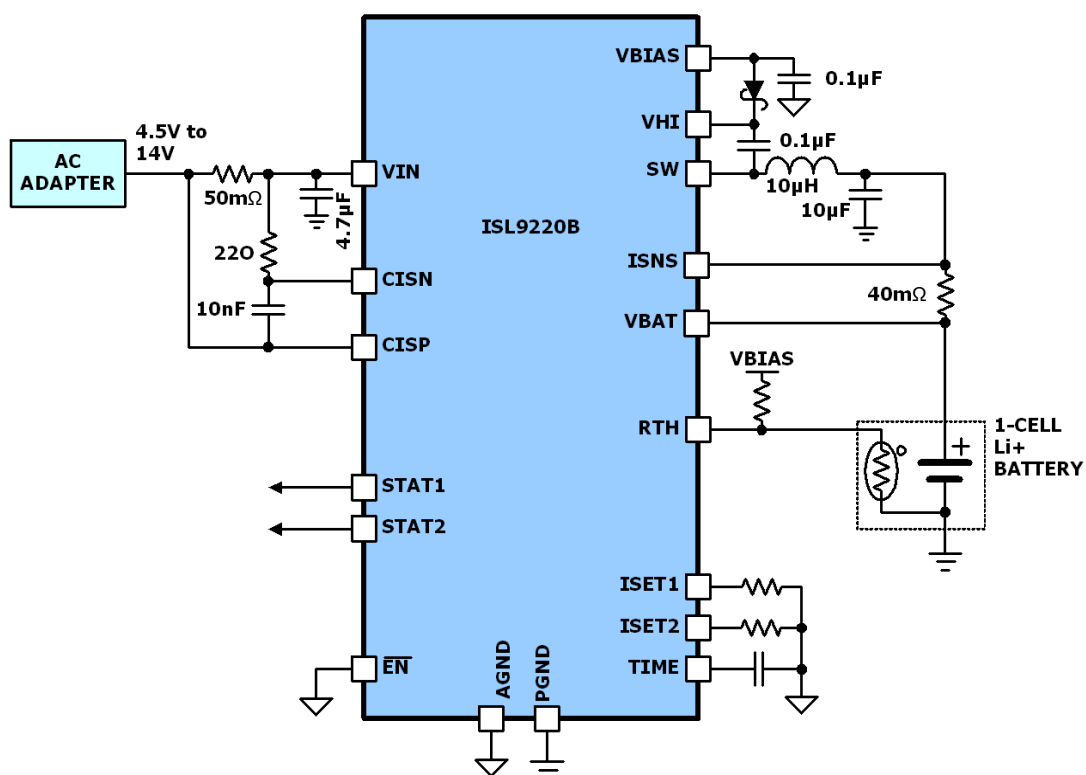 VBIAS
0.1µF
VHI
4.5V to
14V
0.1µF
AC
ADAPTER
VIN
SW
50mΩ
10µH
4.7µF
10µF
ISL9220B
220
ISNS
CISN
40mΩ
10nF
VBAT
CISP
VBIAS
RTH
1-CELL
Li+
BATTERY
+
STAT1
STAT2
ISET1
ISET2
TIME
EN
AGND
PGND